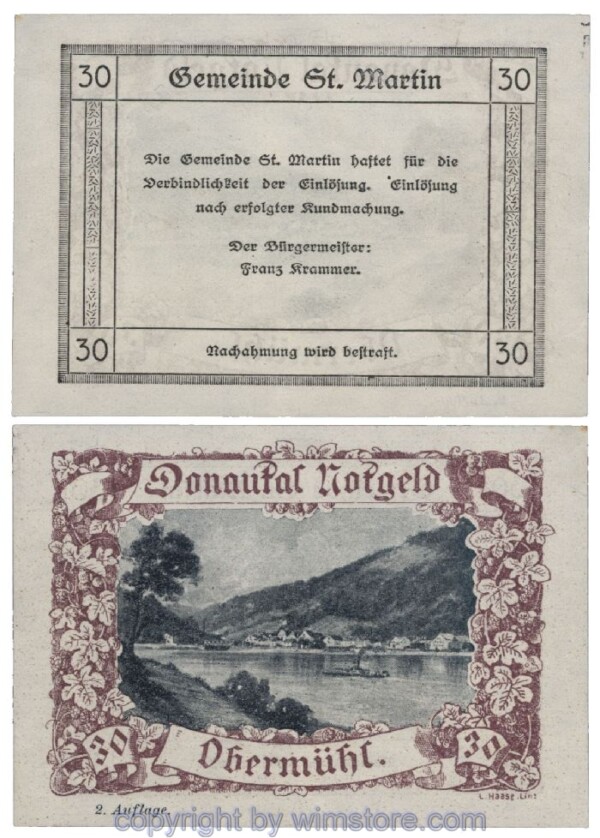 30 Gemeinde St. Martin 30
Die Gemeinde St. Martin haftet für die
Verbindlichkeit der Einlösung. Einlösung
nach erfolgter Kundmachung.
Der Bürgermeister:
Franz Krammer.
30 Nachahmung wird bestraft. 30
Donautal Notgeld
30 Obermühl. 30
L. Haase. Linz
2. Auflage.
copyright by wimstore.com